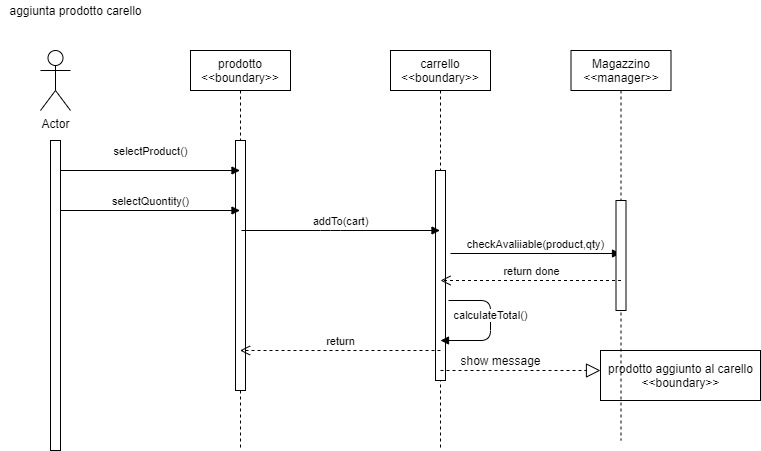 aggiunta prodotto carello
prodotto
<<boundary>>
carrello
<<boundary>>
Magazzino
<<manager>>
Actor
selectProduct()
selectQuontity()
addTo(cart)
checkAvaliiable(product,qty)
return done
calculateTotal()
return
show message
prodotto aggiunto al carello
<<boundary>>